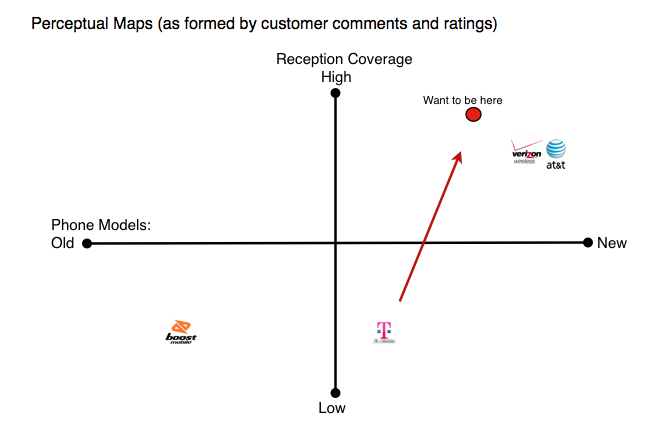 Perceptual Maps (as formed by customer comments and ratings)
Reception Coverage
High
Want to be here
verizon
wireless
at&t
Phone Models:
Old
New
boost
mobile
T
T··Mobile·
Low